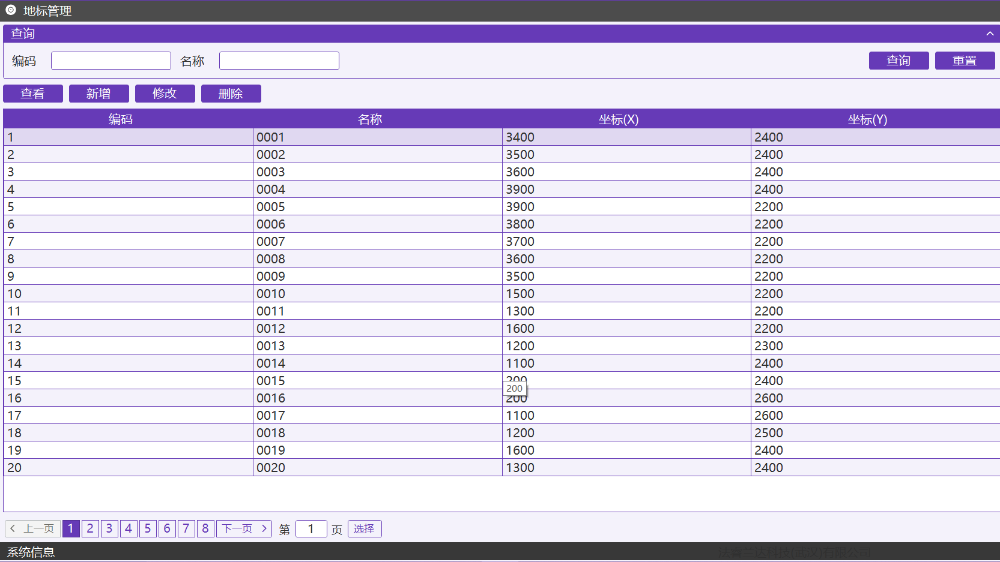 地标管理
查询
编码 名称 查询 重置
查看 新增 修改 删除
编码 名称 坐标(X) 坐标(Y)
1 0001 3400 2400
2 0002 3500 2400
3 0003 3600 2400
4 0004 3900 2400
5 0005 3900 2200
6 0006 3800 2200
7 0007 3700 2200
8 0008 3600 2200
9 0009 3500 2200
10 0010 1500 2200
11 0011 1300 2200
12 0012 1600 2200
13 0013 1200 2300
14 0014 1100 2400
15 0015 200 2400
200
16 0016 200 2600
17 0017 1100 2600
18 0018 1200 2500
19 0019 1600 2400
20 0020 1300 2400
上一页 1 2 3 4 5 6 7 8 下一页 第 1 页 选择
系统信息 法睿兰达科技(武汉)有限公司